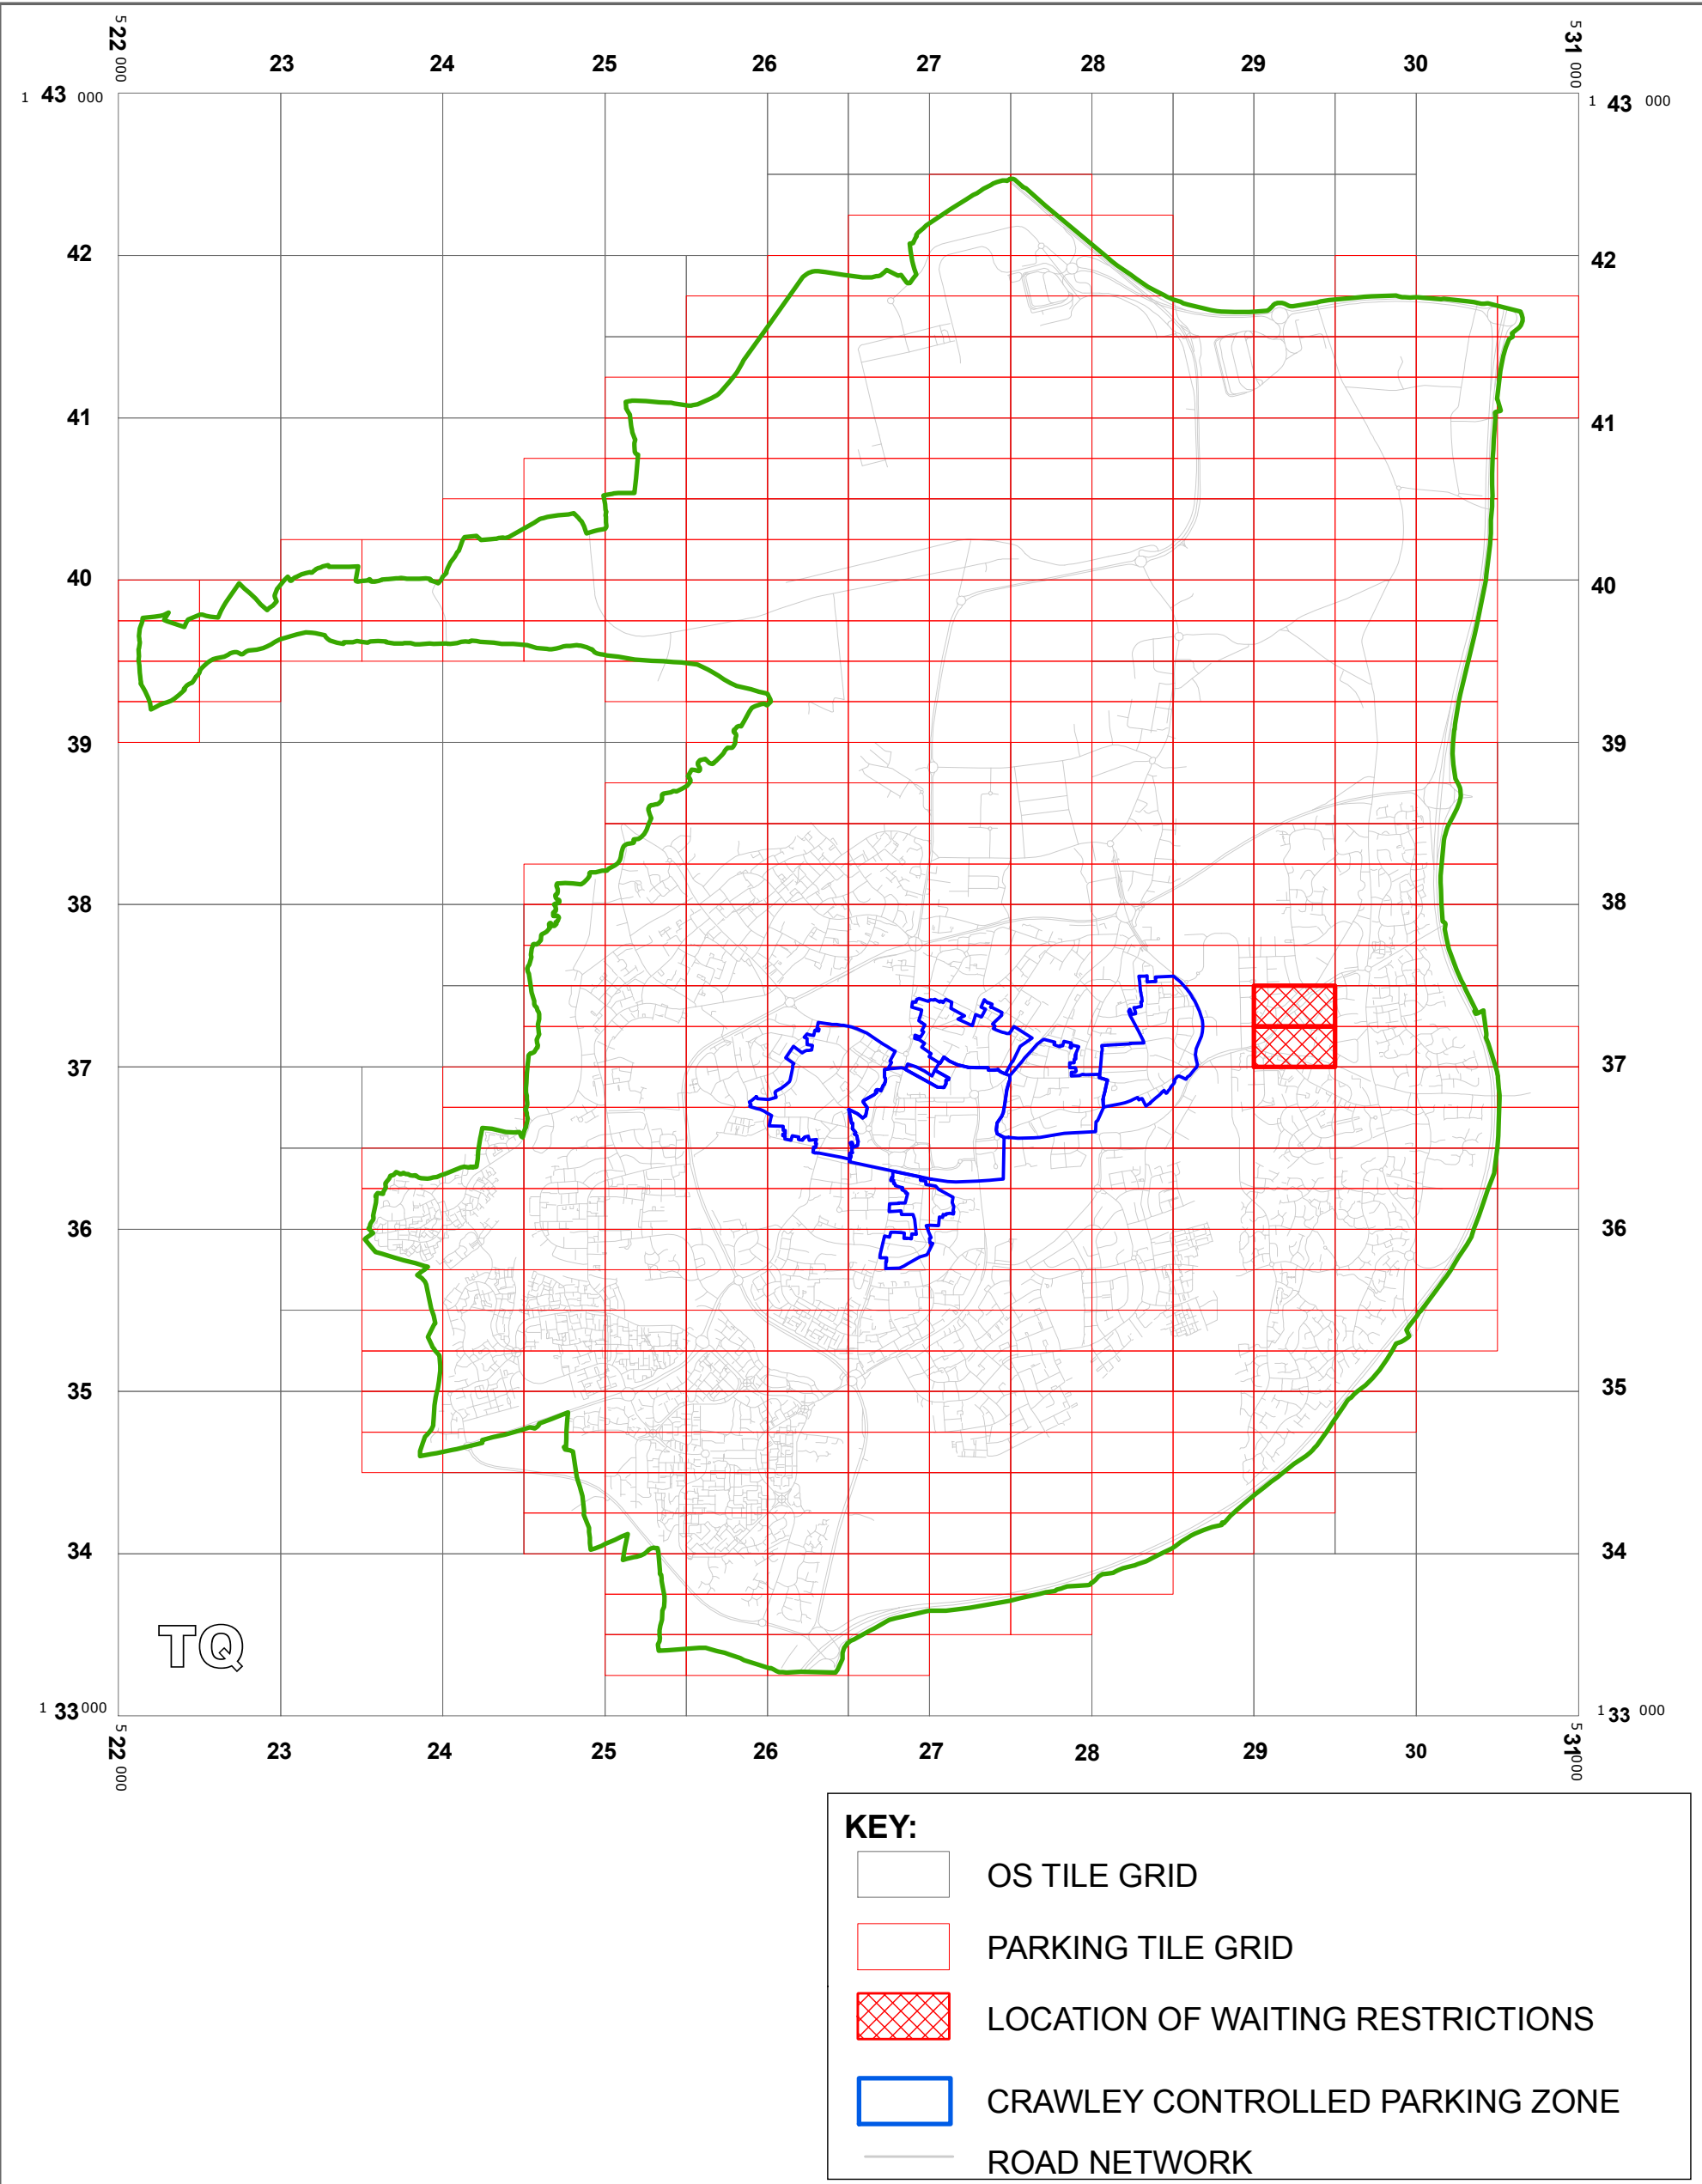 5 22 000
23 24 25 26 27 28 29 30
5 31 000
1 43 000
1 43 000
42 42
41 41
40 40
39 39
38 38
37 37
36 36
35 35
34 34
TQ
1 33 000
1 33 000
5 22 000
23 24 25 26 27 28 29 30
5 31 000
KEY:
OS TILE GRID
PARKING TILE GRID
LOCATION OF WAITING RESTRICTIONS
CRAWLEY CONTROLLED PARKING ZONE
ROAD NETWORK